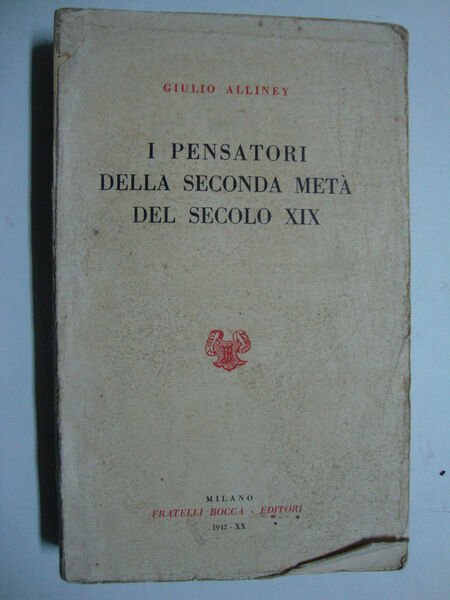 GIULIO ALLINEY
I PENSATORI
DELLA SECONDA METÀ
DEL SECOLO XIX
MILANO
FRATELLI BOCCA - EDITORI
1942 - XX